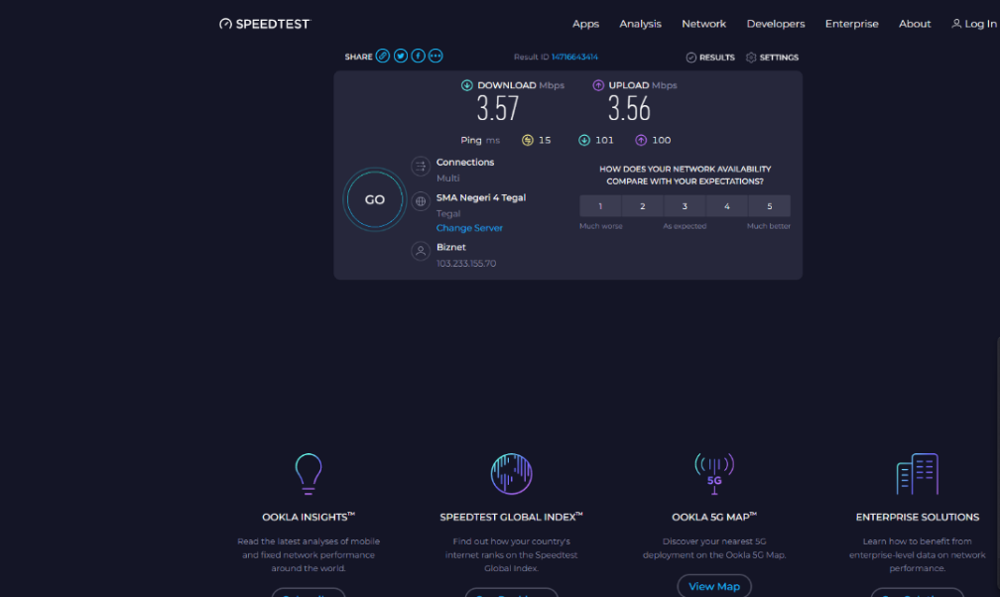 SPEEDTEST
Apps Analysis Network Developers Enterprise About Log In
SHARE Result ID 14716643414 RESULTS SETTINGS
DOWNLOAD Mbps UPLOAD Mbps
3.57 3.56
Ping ms 15 101 100
Connections
Multi
HOW DOES YOUR NETWORK AVAILABILITY
COMPARE WITH YOUR EXPECTATIONS?
GO
SMA Negeri 4 Tegal
Tegal
Change Server
1 2 3 4 5
Much worse As expected Much better
Biznet
103.233.155.70
5G
OOKLA INSIGHTS™ SPEEDTEST GLOBAL INDEX™ OOKLA 5G MAP™ ENTERPRISE SOLUTIONS
Read the latest analyses of mobile
and fixed network performance
around the world.
Find out how your country's
internet ranks on the Speedtest
Global Index.
Discover your nearest 5G
deployment on the Ookla 5G Map.
Learn how to benefit from
enterprise-level data on network
performance.
View Map